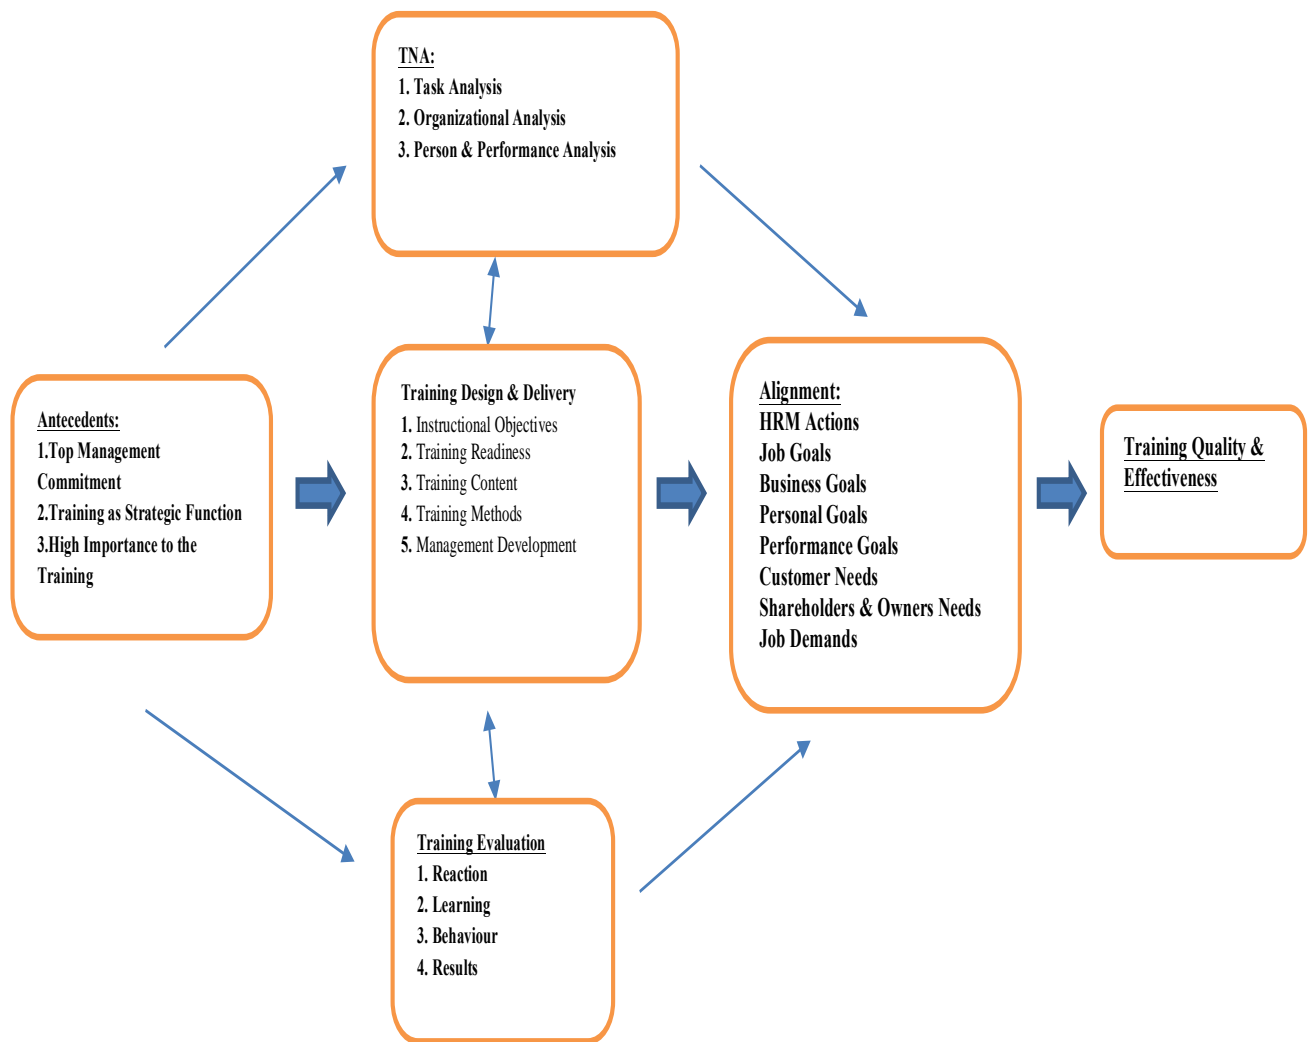 TNA:
1. Task Analysis
2. Organizational Analysis
3. Person & Performance Analysis
Antecedents:
1.Top Management
Commitment
2.Training as Strategic Function
3.High Importance to the
Training
Training Design & Delivery
1. Instructional Objectives
2. Training Readiness
3. Training Content
4. Training Methods
5. Management Development
Alignment:
HRM Actions
Job Goals
Business Goals
Personal Goals
Performance Goals
Customer Needs
Shareholders & Owners Needs
Job Demands
Training Quality &
Effectiveness
Training Evaluation
1. Reaction
2. Learning
3. Behaviour
4. Results